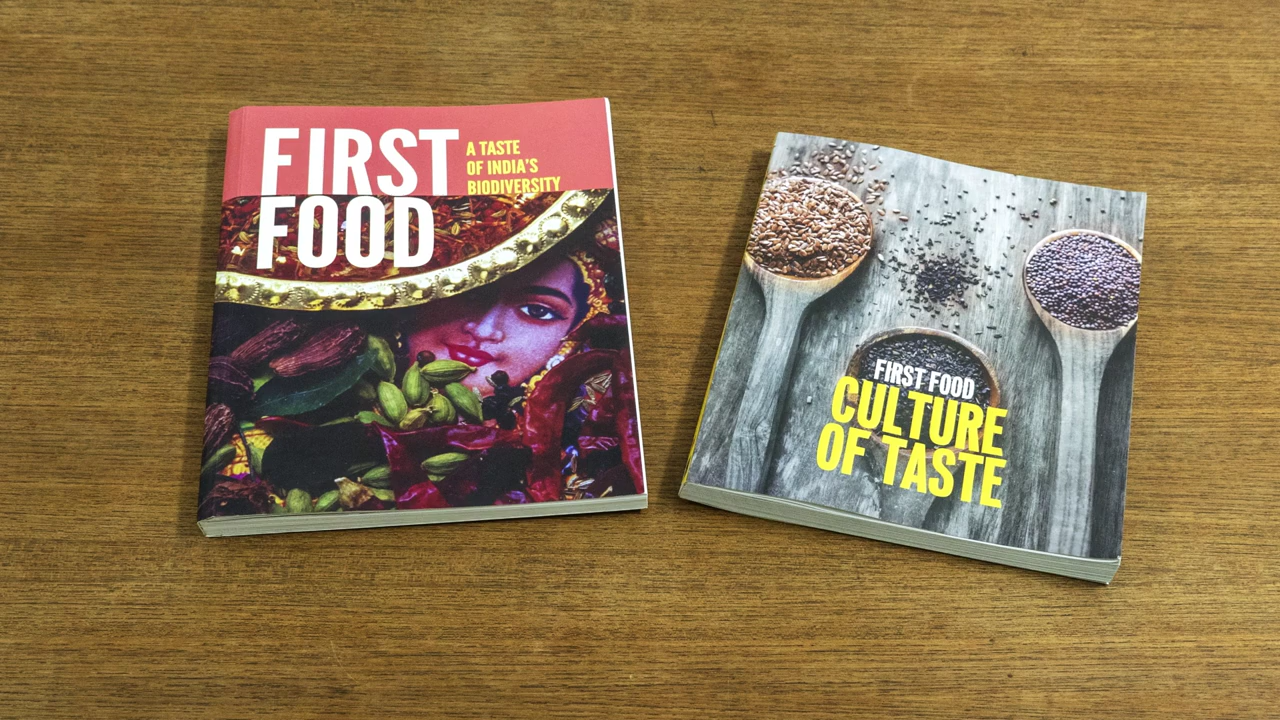 FIRST
FOOD
A TASTE
OF INDIA'S
BIODIVERSITY
FIRST FOOD
CULTURE
OF TASTE